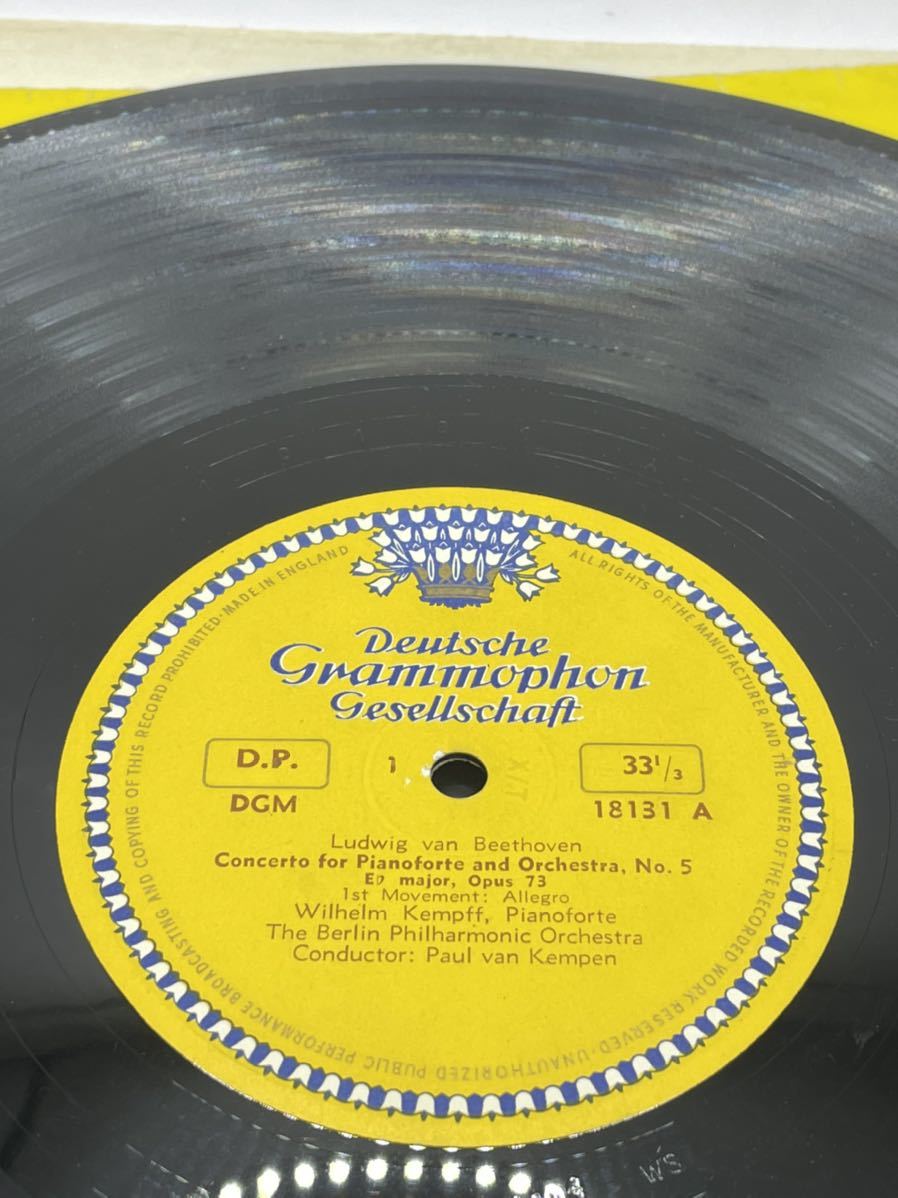 ALL RIGHTS OF THE MANUFACTURER AND THE OWNER OF THE RECORDED WORK RESERVED · UNAUTHORIZED PUBLIC PERFORMANCE BROADCASTING AND COPYING OF THIS RECORD PROHIBITED · MADE IN ENGLAND
Deutsche
Grammophon
Gesellschaft
D.P. 1 33 1/3
DGM 18131 A
Ludwig van Beethoven
Concerto for Pianoforte and Orchestra, No. 5
E♭ major, Opus 73
1st Movement: Allegro
Wilhelm Kempff, Pianoforte
The Berlin Philharmonic Orchestra
Conductor: Paul van Kempen
WS